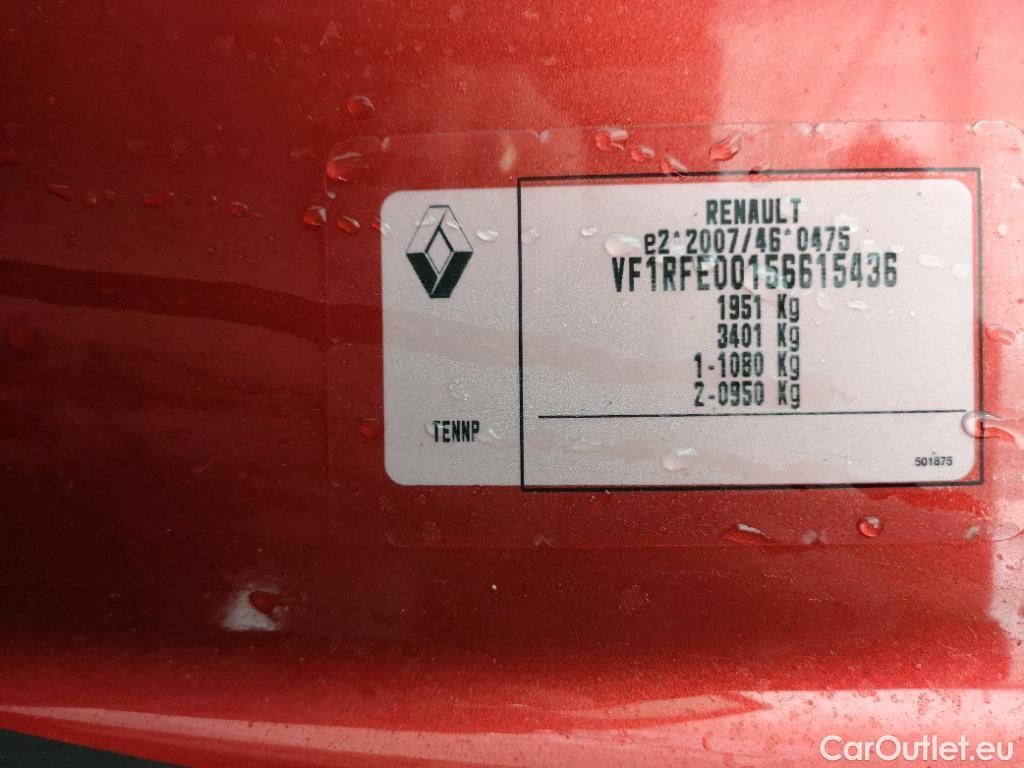 RENAULT
e2*2007/46*0475
VF1RFE00156615436
1951 Kg
3401 Kg
1-1080 Kg
2-0950 Kg
TENNP
501875
CarOutlet.eu